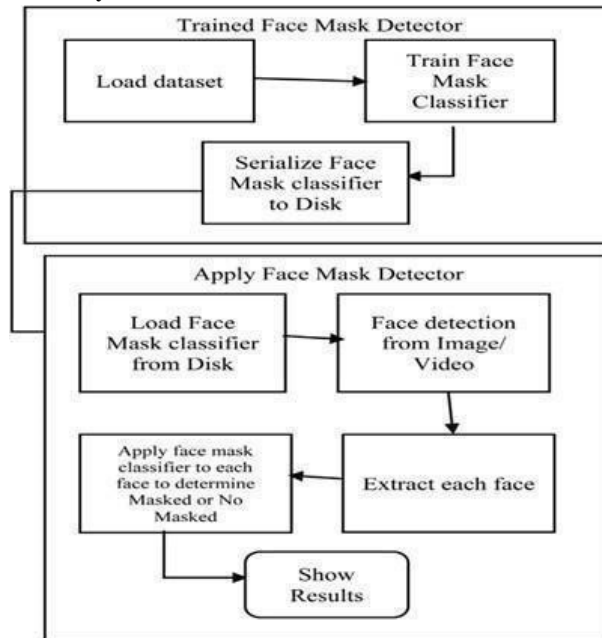 Trained Face Mask Detector
Load dataset
Train Face
Mask
Classifier
Serialize Face
Mask classifier
to Disk
Apply Face Mask Detector
Load Face
Mask classifier
from Disk
Face detection
from Image/
Video
Extract each face
Apply face mask
classifier to each
face to determine
Masked or No
Masked
Show
Results